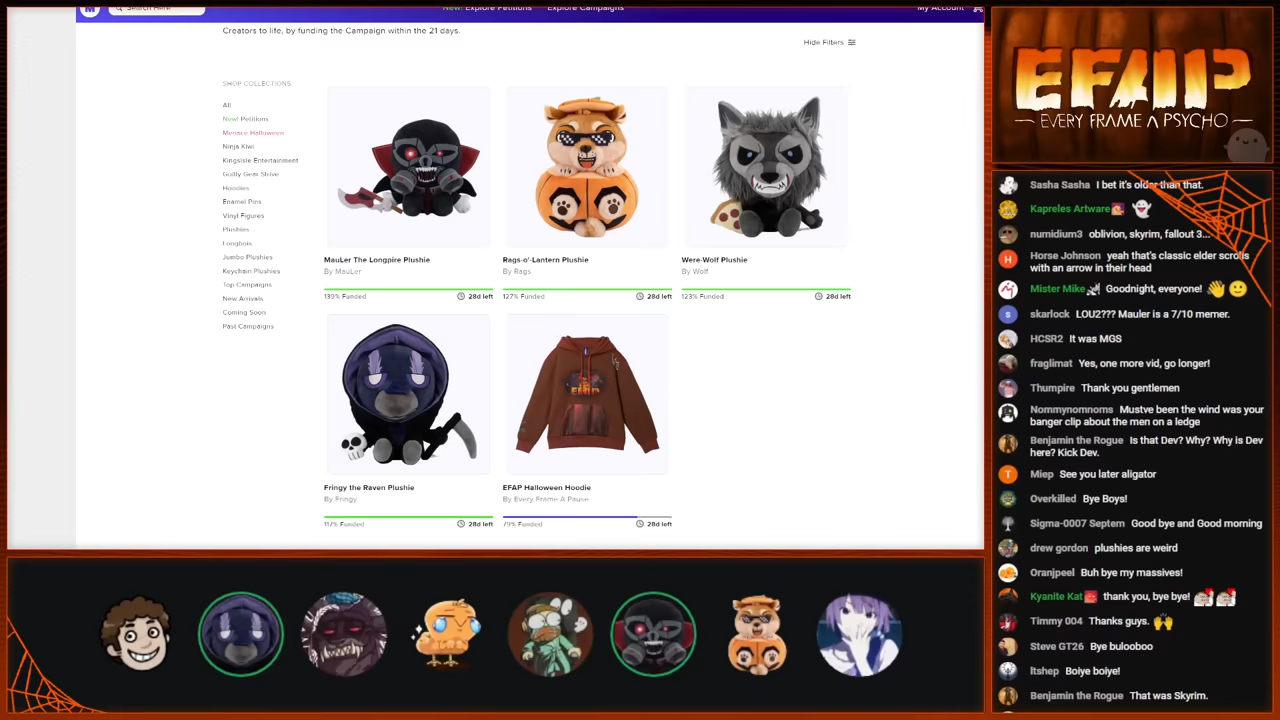 M
Search Here
New! Explore Petitions
Explore Campaigns
My Account
Creators to life, by funding the Campaign within the 21 days.
Hide Filters
SHOP COLLECTIONS
All
New! Petitions
Menace Halloween
Ninja Kiwi
KingsIsle Entertainment
Guilty Gear Strive
Hoodies
Enamel Pins
Vinyl Figures
Plushies
Longbois
Jumbo Plushies
Keychain Plushies
Top Campaigns
New Arrivals
Coming Soon
Past Campaigns
MauLer The Longpire Plushie
By MauLer
139% Funded
28d left
Rags-o'-Lantern Plushie
By Rags
127% Funded
28d left
Were-Wolf Plushie
By Wolf
123% Funded
28d left
EFAP
Fringy the Raven Plushie
By Fringy
117% Funded
28d left
EFAP Halloween Hoodie
By Every Frame A Pause
79% Funded
28d left
EFAP
EVERY FRAME A PSYCHO
Sasha Sasha I bet it's older than that.
Kapreles Artware
numidium3 oblivion, skyrim, fallout 3...
H
Horse Johnson yeah that's classic elder scrolls
with an arrow in their head
Mister Mike Goodnight, everyone!
s
skarlock LOU2??? Mauler is a 7/10 memer.
HCSR2 It was MGS
fraglimat Yes, one more vid, go longer!
Thumpire Thank you gentlemen
Nommynomnoms Mustve been the wind was your
banger clip about the men on a ledge
Benjamin the Rogue Is that Dev? Why? Why is Dev
here? Kick Dev.
T
Miep See you later aligator
Overkilled Bye Boys!
Sigma-0007 Septem Good bye and Good morning
drew gordon plushies are weird
Oranjpeel Buh bye my massives!
Kyanite Kat thank you, bye bye!
Timmy 004 Thanks guys.
Steve GT26 Bye bulooboo
ltshep Boiye boiye!
Benjamin the Rogue That was Skyrim.